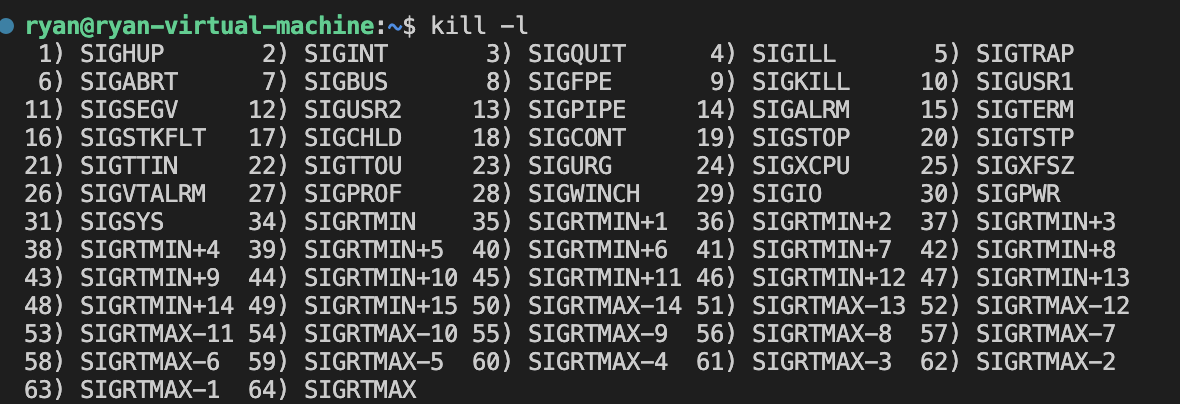 ryan@ryan-virtual-machine:~$ kill -l
1) SIGHUP 2) SIGINT 3) SIGQUIT 4) SIGILL 5) SIGTRAP
6) SIGABRT 7) SIGBUS 8) SIGFPE 9) SIGKILL 10) SIGUSR1
11) SIGSEGV 12) SIGUSR2 13) SIGPIPE 14) SIGALRM 15) SIGTERM
16) SIGSTKFLT 17) SIGCHLD 18) SIGCONT 19) SIGSTOP 20) SIGTSTP
21) SIGTTIN 22) SIGTTOU 23) SIGURG 24) SIGXCPU 25) SIGXFSZ
26) SIGVTALRM 27) SIGPROF 28) SIGWINCH 29) SIGIO 30) SIGPWR
31) SIGSYS 34) SIGRTMIN 35) SIGRTMIN+1 36) SIGRTMIN+2 37) SIGRTMIN+3
38) SIGRTMIN+4 39) SIGRTMIN+5 40) SIGRTMIN+6 41) SIGRTMIN+7 42) SIGRTMIN+8
43) SIGRTMIN+9 44) SIGRTMIN+10 45) SIGRTMIN+11 46) SIGRTMIN+12 47) SIGRTMIN+13
48) SIGRTMIN+14 49) SIGRTMIN+15 50) SIGRTMAX-14 51) SIGRTMAX-13 52) SIGRTMAX-12
53) SIGRTMAX-11 54) SIGRTMAX-10 55) SIGRTMAX-9 56) SIGRTMAX-8 57) SIGRTMAX-7
58) SIGRTMAX-6 59) SIGRTMAX-5 60) SIGRTMAX-4 61) SIGRTMAX-3 62) SIGRTMAX-2
63) SIGRTMAX-1 64) SIGRTMAX